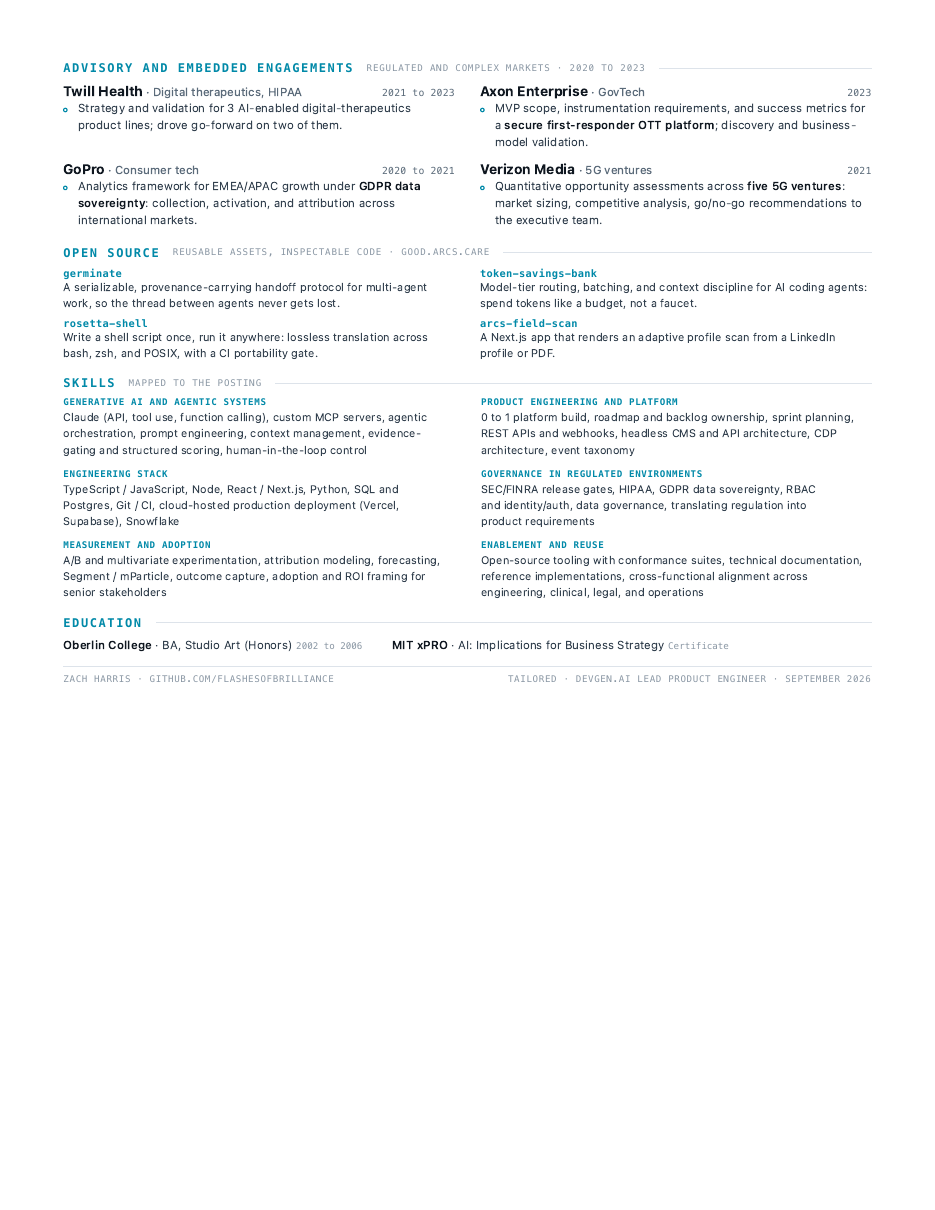 ADVISORY AND EMBEDDED ENGAGEMENTS REGULATED AND COMPLEX MARKETS · 2020 TO 2023
Twill Health · Digital therapeutics, HIPAA 2021 to 2023
Strategy and validation for 3 AI-enabled digital-therapeutics
product lines; drove go-forward on two of them.
Axon Enterprise · GovTech 2023
MVP scope, instrumentation requirements, and success metrics for
a secure first-responder OTT platform; discovery and business-
model validation.
GoPro · Consumer tech 2020 to 2021
Analytics framework for EMEA/APAC growth under GDPR data
sovereignty: collection, activation, and attribution across
international markets.
Verizon Media · 5G ventures 2021
Quantitative opportunity assessments across five 5G ventures:
market sizing, competitive analysis, go/no-go recommendations to
the executive team.
OPEN SOURCE REUSABLE ASSETS, INSPECTABLE CODE · GOOD.ARCS.CARE
germinate
A serializable, provenance-carrying handoff protocol for multi-agent
work, so the thread between agents never gets lost.
token-savings-bank
Model-tier routing, batching, and context discipline for AI coding agents:
spend tokens like a budget, not a faucet.
rosetta-shell
Write a shell script once, run it anywhere: lossless translation across
bash, zsh, and POSIX, with a CI portability gate.
arcs-field-scan
A Next.js app that renders an adaptive profile scan from a LinkedIn
profile or PDF.
SKILLS MAPPED TO THE POSTING
GENERATIVE AI AND AGENTIC SYSTEMS
Claude (API, tool use, function calling), custom MCP servers, agentic
orchestration, prompt engineering, context management, evidence-
gating and structured scoring, human-in-the-loop control
PRODUCT ENGINEERING AND PLATFORM
0 to 1 platform build, roadmap and backlog ownership, sprint planning,
REST APIs and webhooks, headless CMS and API architecture, CDP
architecture, event taxonomy
ENGINEERING STACK
TypeScript / JavaScript, Node, React / Next.js, Python, SQL and
Postgres, Git / CI, cloud-hosted production deployment (Vercel,
Supabase), Snowflake
GOVERNANCE IN REGULATED ENVIRONMENTS
SEC/FINRA release gates, HIPAA, GDPR data sovereignty, RBAC
and identity/auth, data governance, translating regulation into
product requirements
MEASUREMENT AND ADOPTION
A/B and multivariate experimentation, attribution modeling, forecasting,
Segment / mParticle, outcome capture, adoption and ROI framing for
senior stakeholders
ENABLEMENT AND REUSE
Open-source tooling with conformance suites, technical documentation,
reference implementations, cross-functional alignment across
engineering, clinical, legal, and operations
EDUCATION
Oberlin College · BA, Studio Art (Honors) 2002 to 2006 MIT xPRO · AI: Implications for Business Strategy Certificate
ZACH HARRIS · GITHUB.COM/FLASHESOFBRILLIANCE TAILORED · DEVGEN.AI LEAD PRODUCT ENGINEER · SEPTEMBER 2026